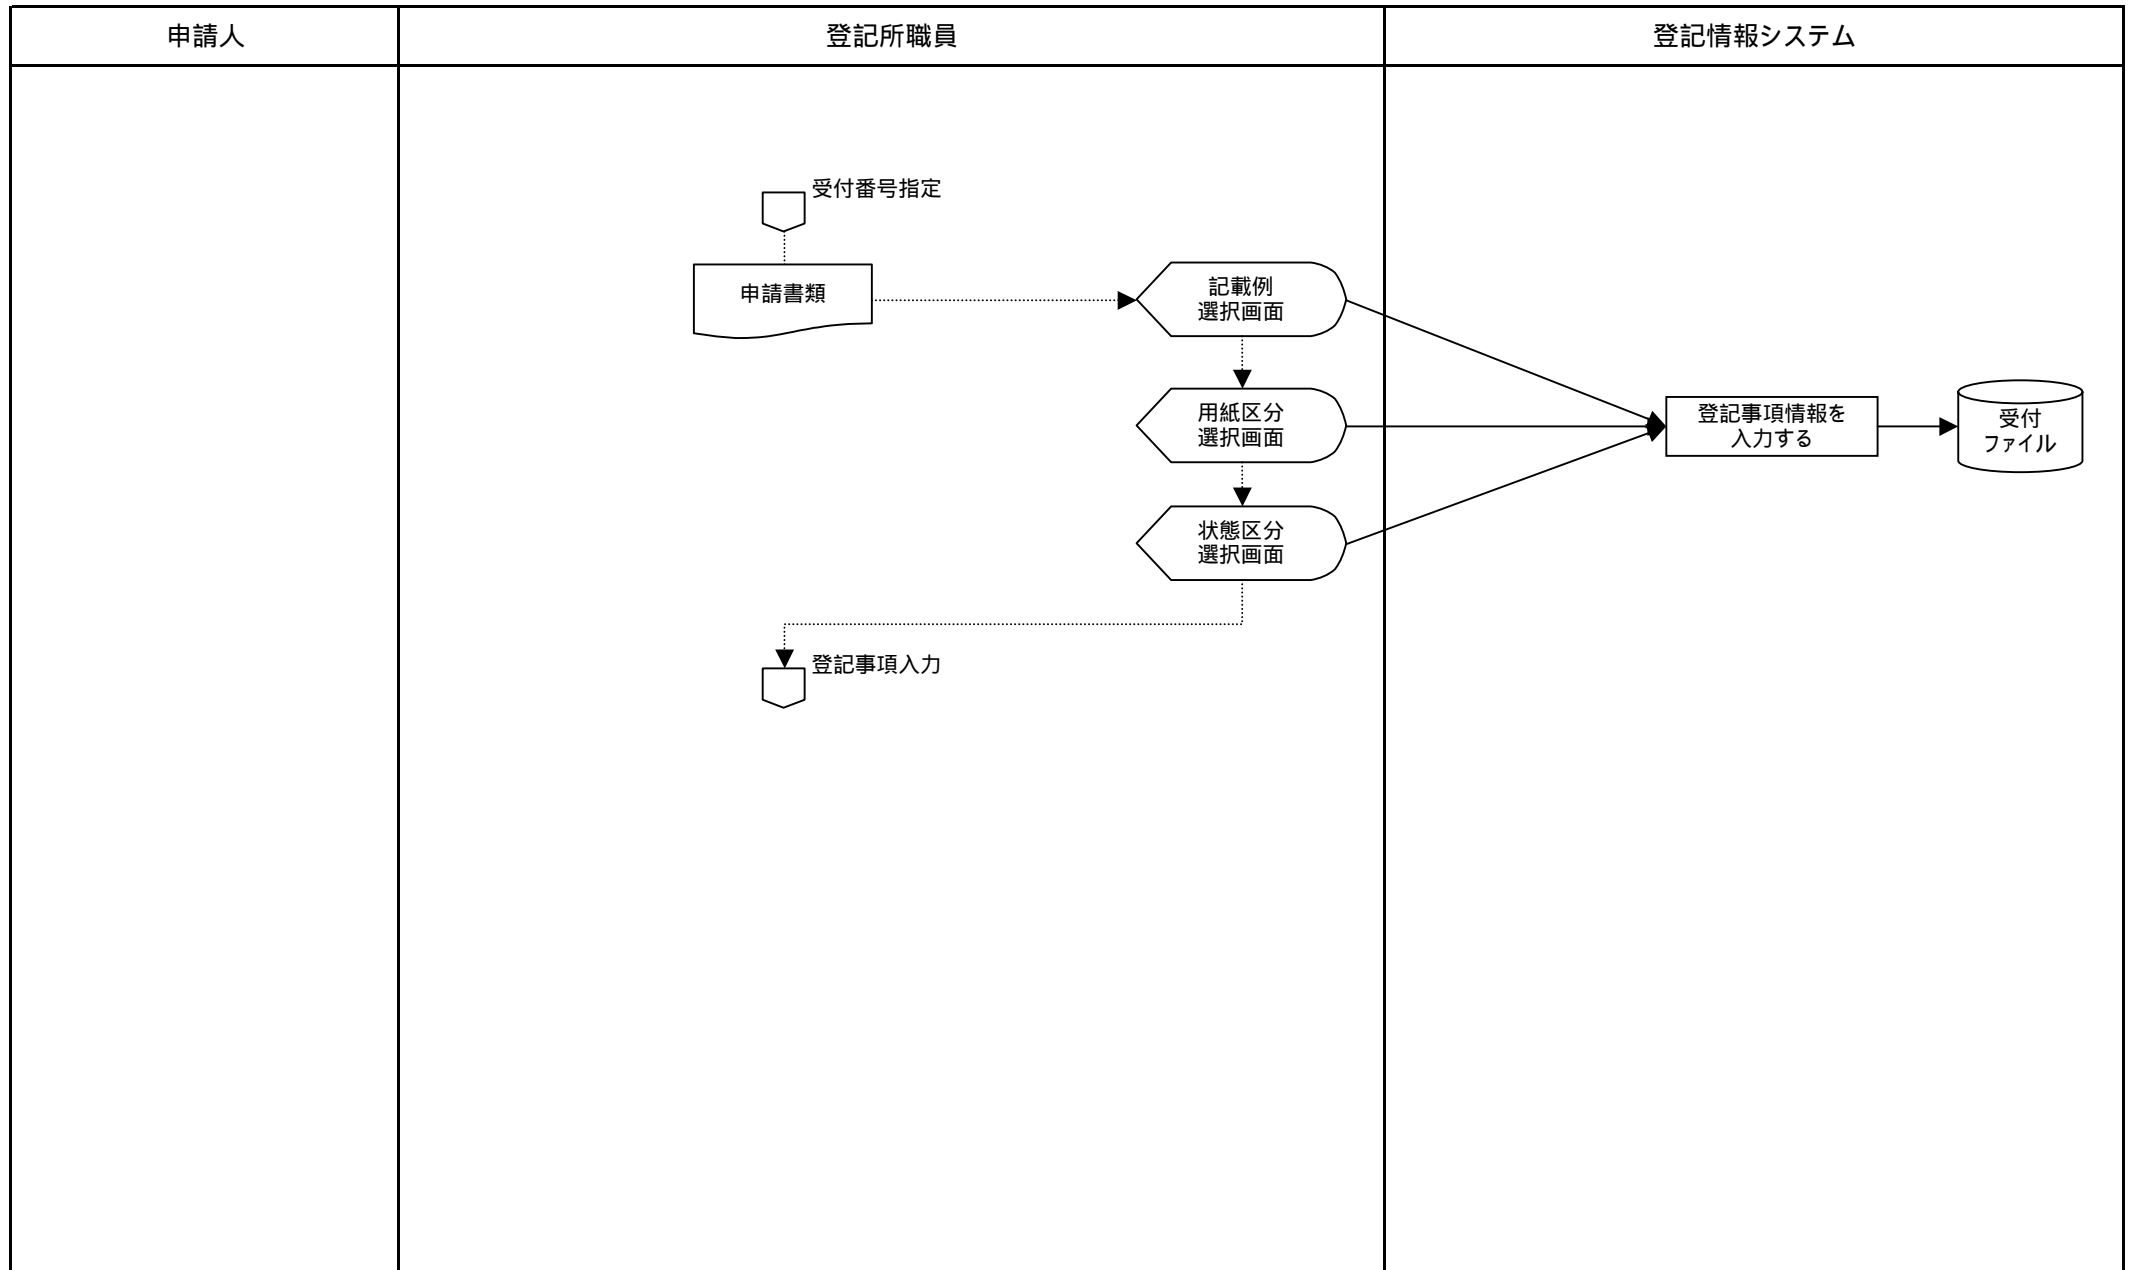 申請人
登記所職員
登記情報システム
受付番号指定
申請書類
記載例
選択画面
用紙区分
選択画面
登記事項情報を
入力する
受付
ファイル
状態区分
選択画面
登記事項入力